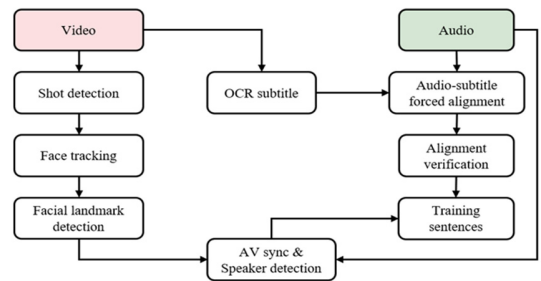 Video
Audio
Shot detection
OCR subtitle
Audio-subtitle
forced alignment
Face tracking
Alignment
verification
Facial landmark
detection
Training
sentences
AV sync &
Speaker detection